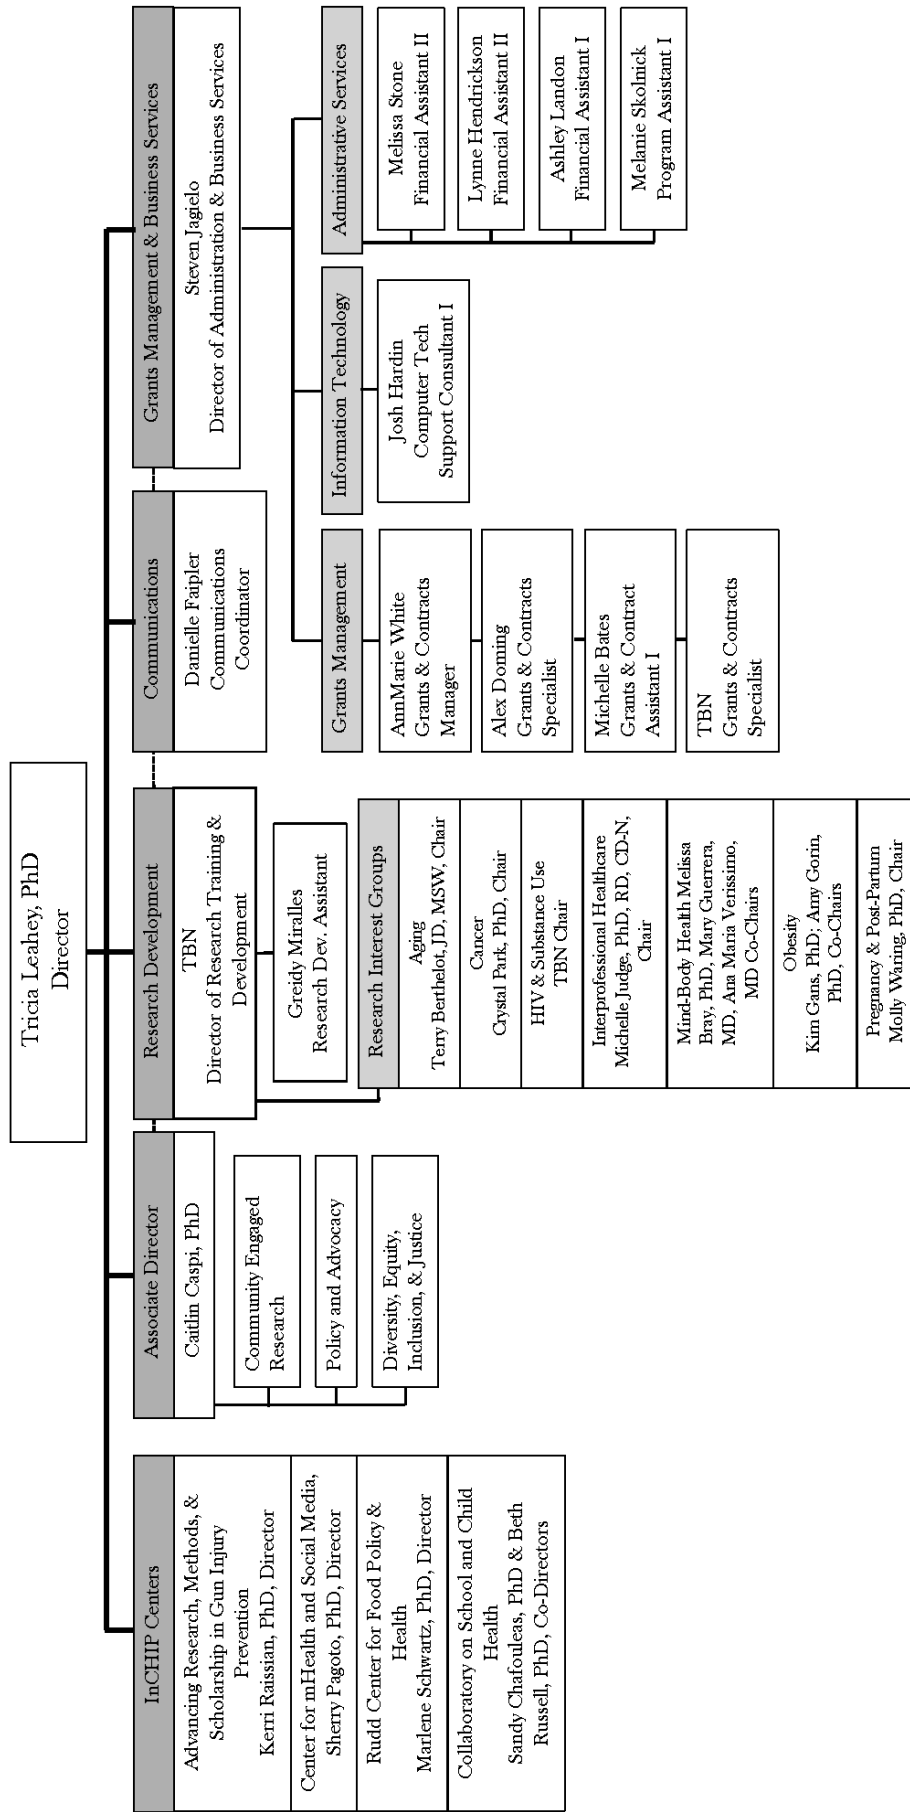 Tricia Leahey, PhD
Director
InCHIP Centers
Advancing Research, Methods, &
Scholarship in Gun Injury
Prevention
Kerri Raissian, PhD, Director
Center for mHealth and Social Media,
Sherry Pagoto, PhD, Director
Rudd Center for Food Policy &
Health
Marlene Schwartz, PhD, Director
Collaboratory on School and Child
Health
Sandy Chafouleas, PhD & Beth
Russell, PhD, Co-Directors
Associate Director
Caitlin Caspi, PhD
Community Engaged
Research
Policy and Advocacy
Diversity, Equity,
Inclusion, & Justice
Research Development
TBN
Director of Research Training &
Development
Greidy Miralles
Research Dev. Assistant
Research Interest Groups
Aging
Terry Berthelot, JD, MSW, Chair
Cancer
Crystal Park, PhD, Chair
HIV & Substance Use
TBN Chair
Interprofessional Healthcare
Michelle Judge, PhD, RD, CD-N,
Chair
Mind-Body Health Melissa
Bray, PhD, Mary Guerrera,
MD, Ana Maria Verissimo,
MD Co-Chairs
Obesity
Kim Gans, PhD; Amy Gorin,
PhD, Co-Chairs
Pregnancy & Post-Partum
Molly Waring, PhD, Chair
Communications
Danielle Faipler
Communications
Coordinator
Grants Management & Business Services
Steven Jagielo
Director of Administration & Business Services
Grants Management
AnnMarie White
Grants & Contracts
Manager
Alex Doming
Grants & Contracts
Specialist
Michelle Bates
Grants & Contract
Assistant I
TBN
Grants & Contracts
Specialist
Information Technology
Josh Hardin
Computer Tech
Support Consultant I
Administrative Services
Melissa Stone
Financial Assistant II
Lynne Hendrickson
Financial Assistant II
Ashley Landon
Financial Assistant I
Melanie Skolnick
Program Assistant I